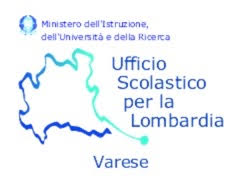 Ministero dell'Istruzione,
dell'Università e della Ricerca
Ufficio
Scolastico
per la
Lombardia
Varese